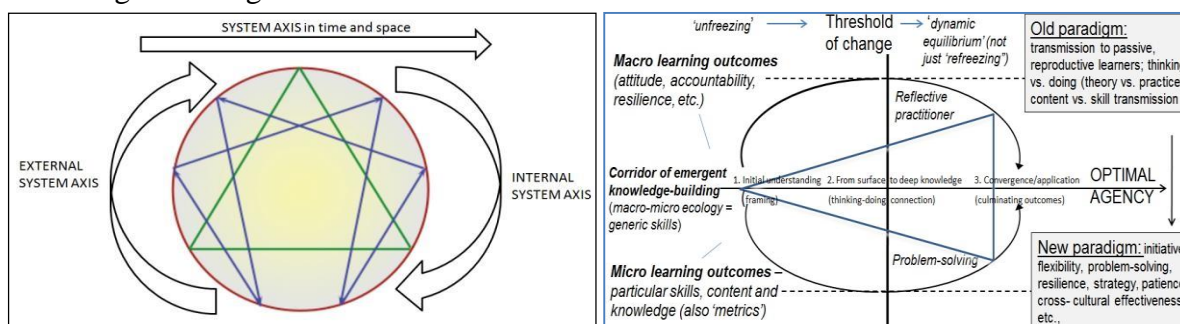 SYSTEM AXIS in time and space
EXTERNAL
SYSTEM AXIS
INTERNAL
SYSTEM AXIS
'unfreezing'
Threshold
of change
'dynamic
equilibrium' (not
just 'refreezing")
Old paradigm:
transmission to passive,
reproductive learners; thinking
vs. doing (theory vs. practice
content vs. skill transmission
Macro learning outcomes
(attitude, accountability,
resilience, etc.)
Reflective
practitioner
Corridor of emergent
knowledge-building
(macro-micro ecology =
generic skills)
1. Initial understanding
(framing)
2. From surface to deep knowledge
(thinking-doing connection)
3. Convergence/application
(culminating outcomes)
OPTIMAL
AGENCY
Problem-solving
Micro learning outcomes –
particular skills, content and
knowledge (also 'metrics')
New paradigm: initiative
flexibility, problem-solving,
resilience, strategy, patience
cross- cultural effectiveness
etc.,